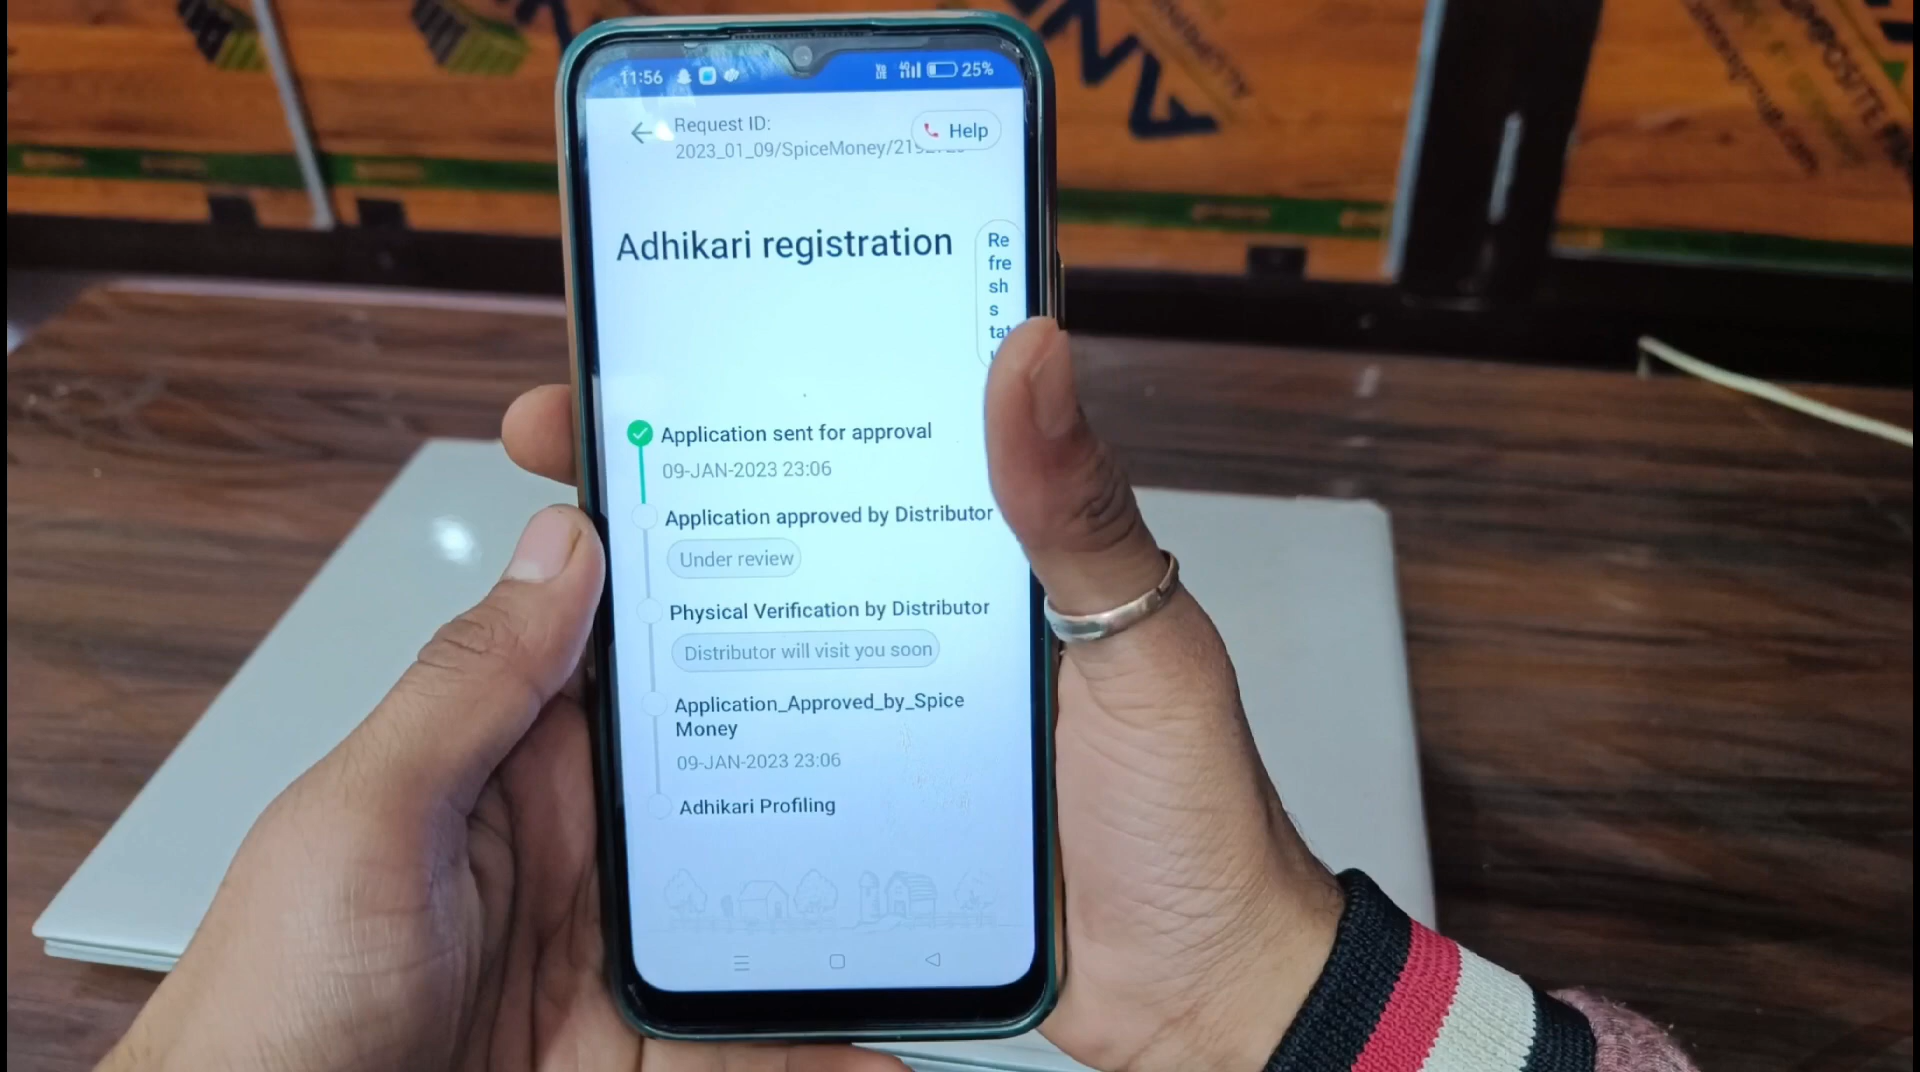 11:56
25%
Request ID:
2023_01_09/SpiceMoney/219
Help
Adhikari registration
Re
fre
sh
s
tat
Application sent for approval
09-JAN-2023 23:06
Application approved by Distributor
Under review
Physical Verification by Distributor
Distributor will visit you soon
Application_Approved_by_Spice
Money
09-JAN-2023 23:06
Adhikari Profiling